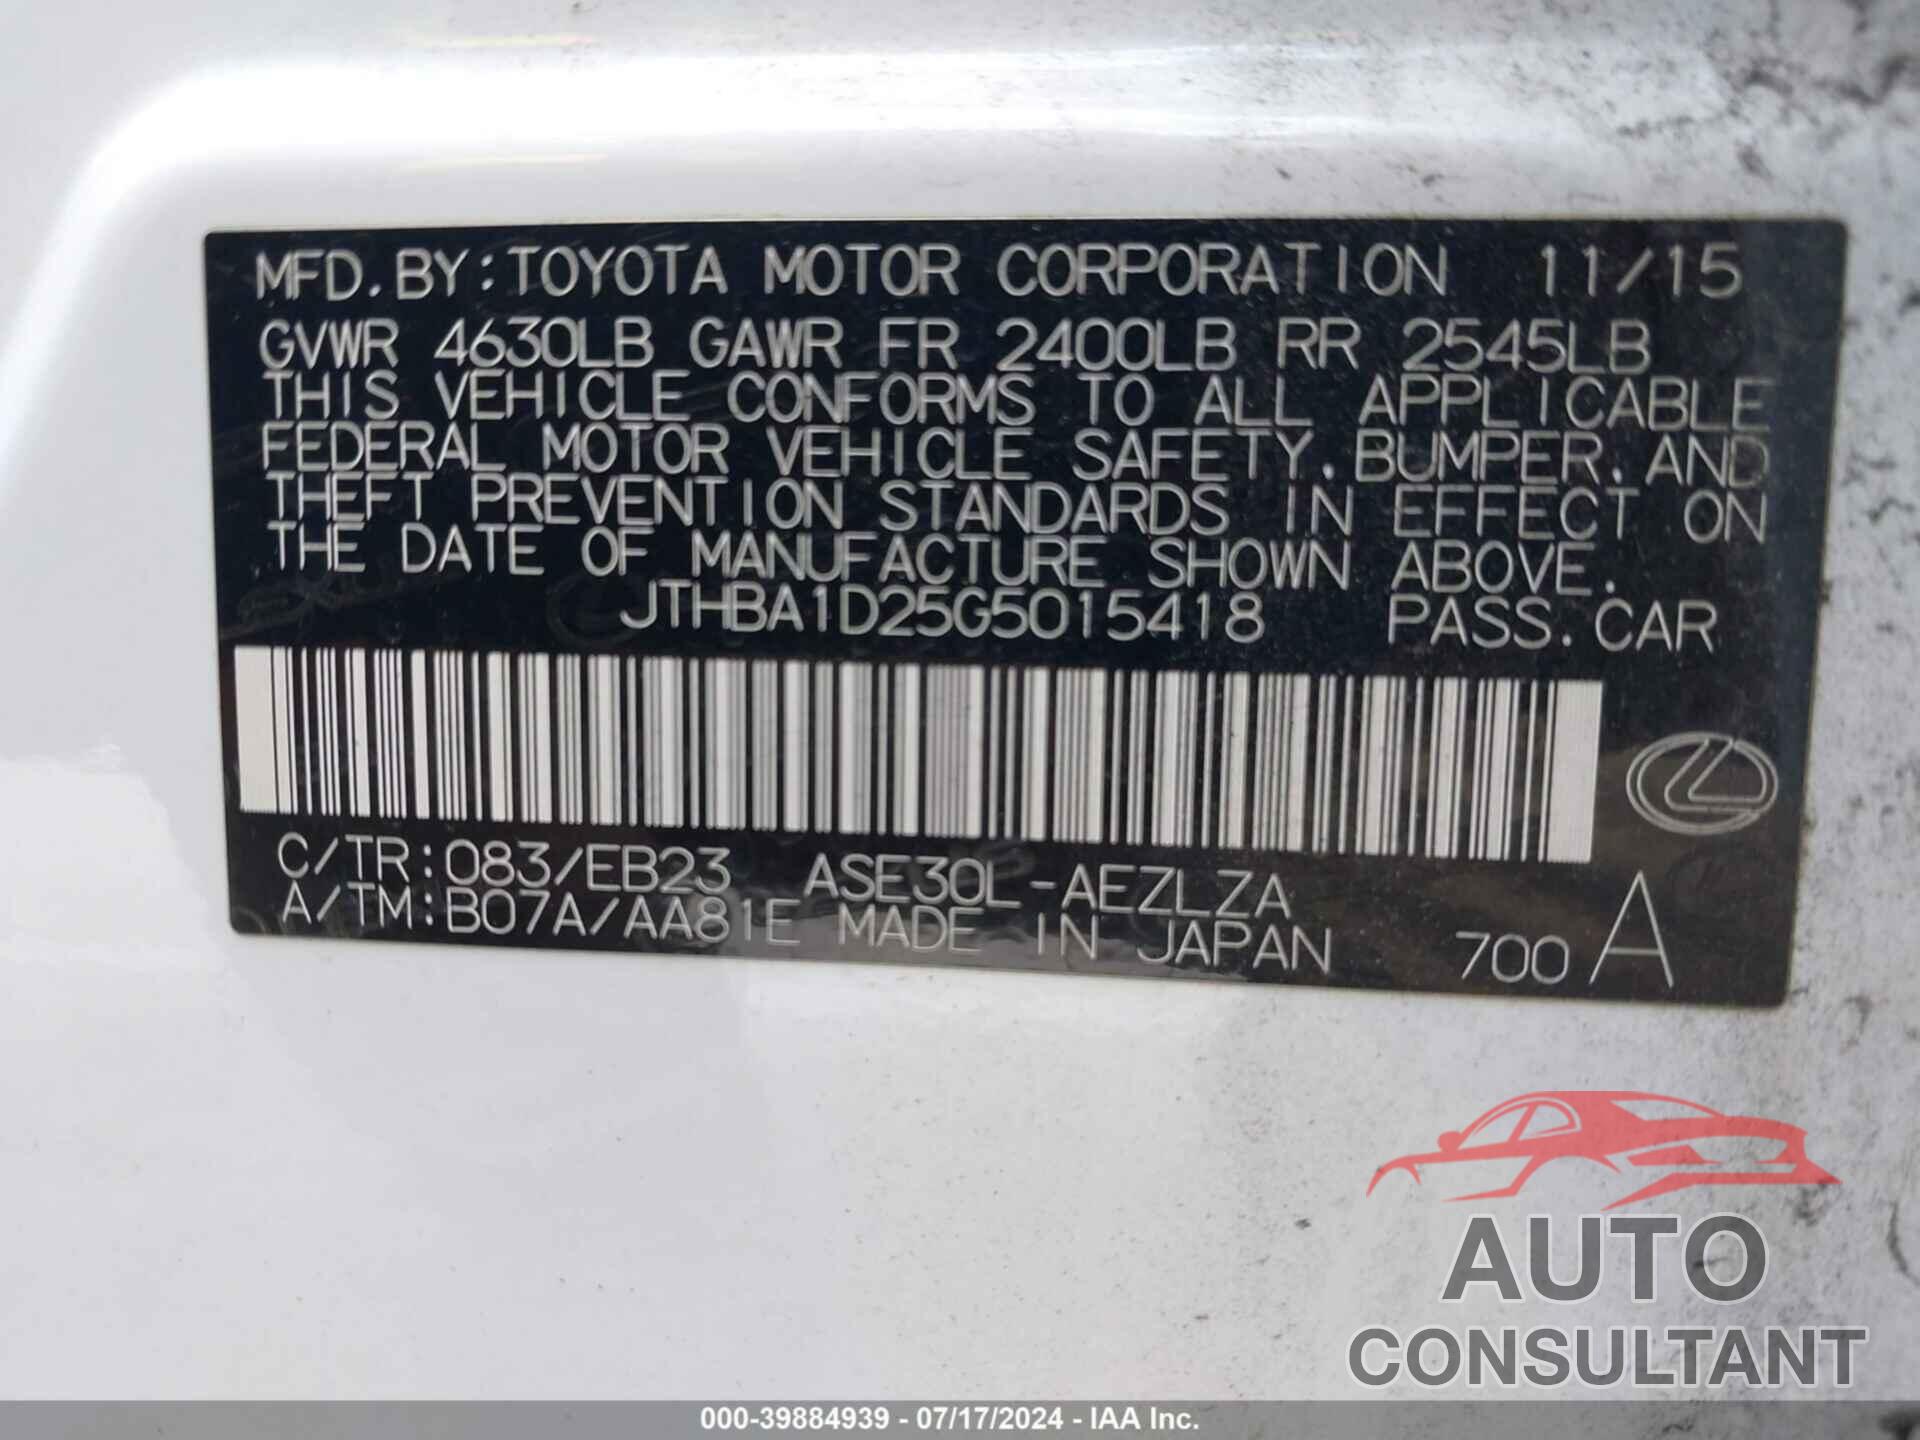 MFD. BY: TOYOTA MOTOR CORPORATION 11/15
GVWR 4630LB GAWR FR 2400LB RR 2545LB
THIS VEHICLE CONFORMS TO ALL APPLICABLE
FEDERAL MOTOR VEHICLE SAFETY, BUMPER, AND
THEFT PREVENTION STANDARDS IN EFFECT ON
THE DATE OF MANUFACTURE SHOWN ABOVE.
JTHBA1D25G5015418 PASS. CAR
C/TR: 083/EB23 ASE30L-AEZLZA
A/TM: B07A/AA81E MADE IN JAPAN 700 A
AUTO
CONSULTANT
000-39884939 - 07/17/2024 - IAA Inc.